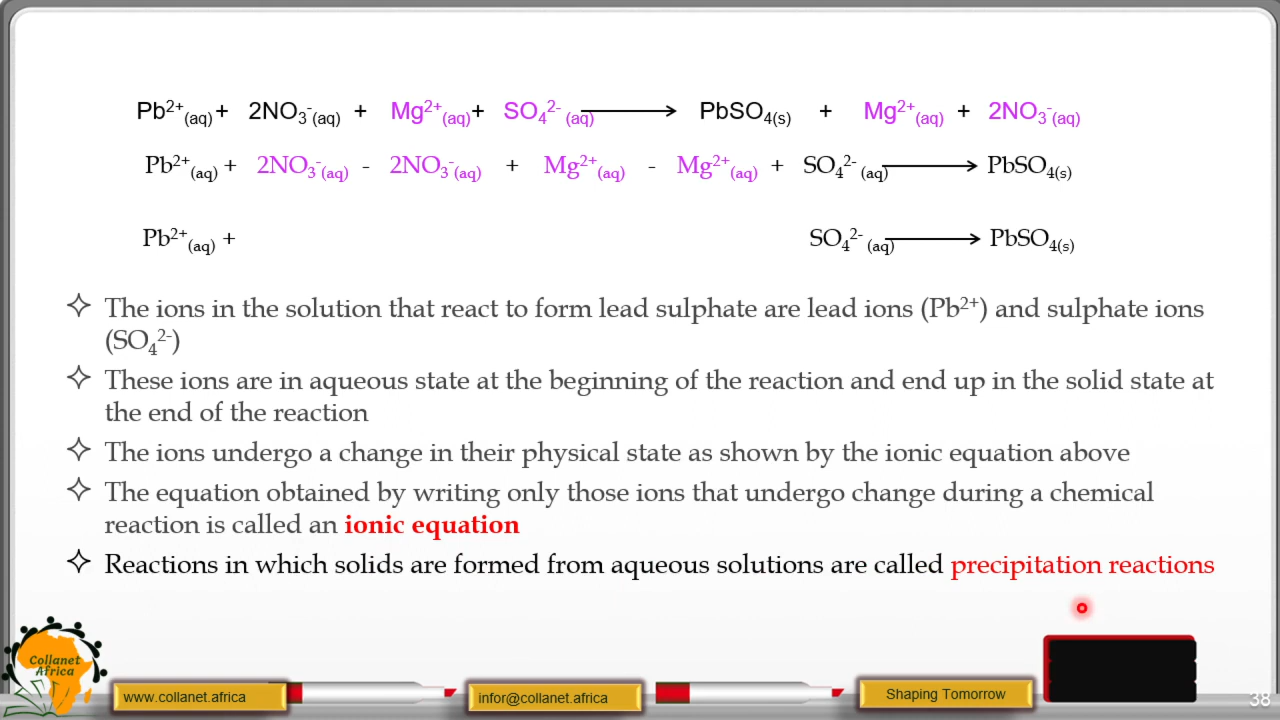 Pb²⁺(aq) + 2NO₃⁻(aq) + Mg²⁺(aq) + SO₄²⁻ (aq) ⟶ PbSO₄(s) + Mg²⁺(aq) + 2NO₃⁻(aq)
Pb²⁺(aq) + 2NO₃⁻(aq) - 2NO₃⁻(aq) + Mg²⁺(aq) - Mg²⁺(aq) + SO₄²⁻ (aq) ⟶ PbSO₄(s)
Pb²⁺(aq) + SO₄²⁻ (aq) ⟶ PbSO₄(s)
✧ The ions in the solution that react to form lead sulphate are lead ions (Pb²⁺) and sulphate ions
(SO₄²⁻)
✧ These ions are in aqueous state at the beginning of the reaction and end up in the solid state at
the end of the reaction
✧ The ions undergo a change in their physical state as shown by the ionic equation above
✧ The equation obtained by writing only those ions that undergo change during a chemical
reaction is called an ionic equation
✧ Reactions in which solids are formed from aqueous solutions are called precipitation reactions
Collanet
Africa
www.collanet.africa
infor@collanet.africa
Shaping Tomorrow
38